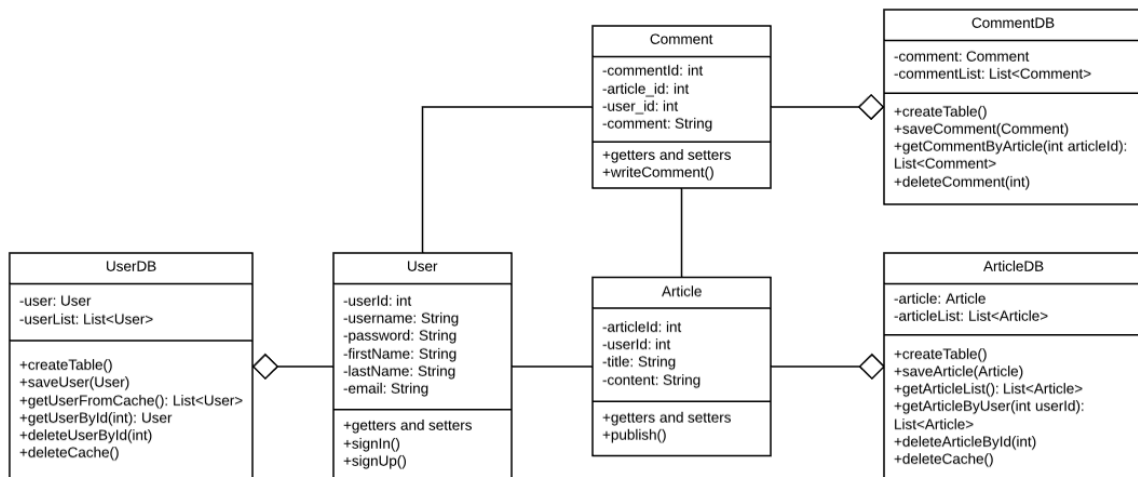 Comment
-commentId: int
-article_id: int
-user_id: int
-comment: String
+getters and setters
+writeComment()
CommentDB
-comment: Comment
-commentList: List<Comment>
+createTable()
+saveComment(Comment)
+getCommentByArticle(int articleId):
List<Comment>
+deleteComment(int)
UserDB
-user: User
-userList: List<User>
+createTable()
+saveUser(User)
+getUserFromCache(): List<User>
+getUserById(int): User
+deleteUserById(int)
+deleteCache()
User
-userId: int
-username: String
-password: String
-firstName: String
-lastName: String
-email: String
+getters and setters
+signIn()
+signUp()
Article
-articleId: int
-userId: int
-title: String
-content: String
+getters and setters
+publish()
ArticleDB
-article: Article
-articleList: List<Article>
+createTable()
+saveArticle(Article)
+getArticleList(): List<Article>
+getArticleByUser(int userId):
List<Article>
+deleteArticleById(int)
+deleteCache()